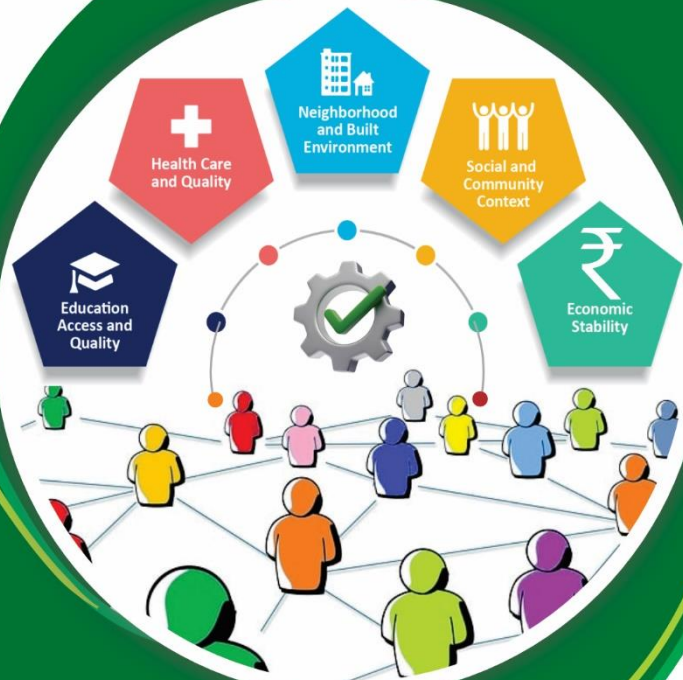 Education
Access and
Quality
Health Care
and Quality
Neighborhood
and Built
Environment
Social and
Community
Context
₹
Economic
Stability